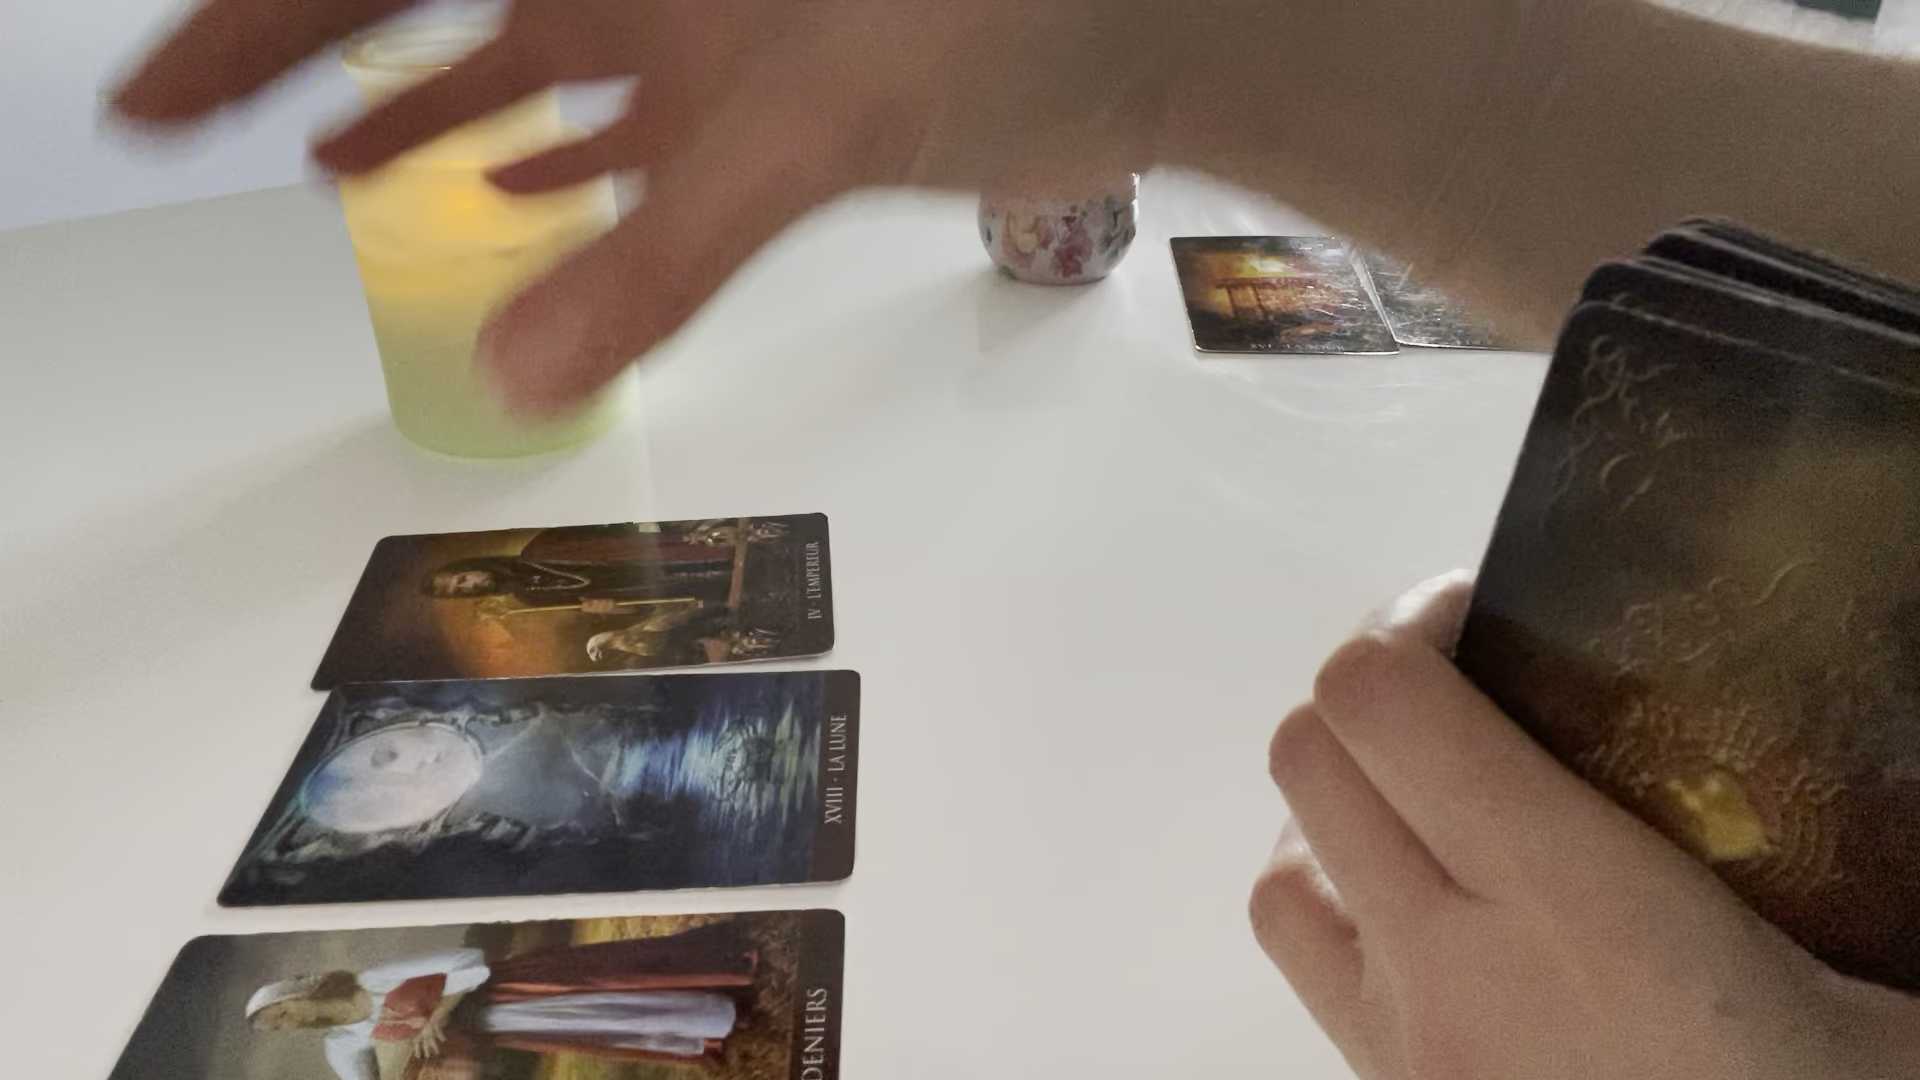 IV - L'EMPEREUR
XVIII - LA LUNE
DENIERS